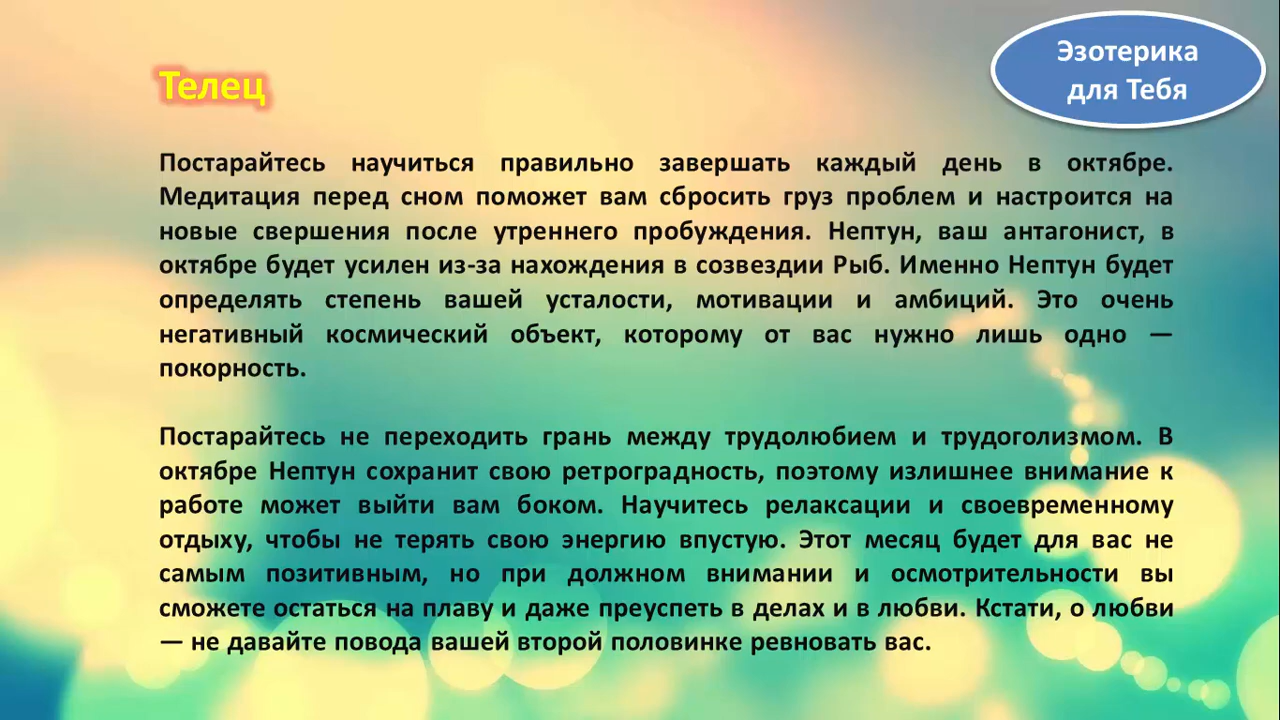 Эзотерика
для Тебя
Телец
Постарайтесь научиться правильно завершать каждый день в октябре.
Медитация перед сном поможет вам сбросить груз проблем и настроится на
новые свершения после утреннего пробуждения. Нептун, ваш антагонист, в
октябре будет усилен из-за нахождения в созвездии Рыб. Именно Нептун будет
определять степень вашей усталости, мотивации и амбиций. Это очень
негативный космический объект, которому от вас нужно лишь одно —
покорность.
Постарайтесь не переходить грань между трудолюбием и трудоголизмом. В
октябре Нептун сохранит свою ретроградность, поэтому излишнее внимание к
работе может выйти вам боком. Научитесь релаксации и своевременному
отдыху, чтобы не терять свою энергию впустую. Этот месяц будет для вас не
самым позитивным, но при должном внимании и осмотрительности вы
сможете остаться на плаву и даже преуспеть в делах и в любви. Кстати, о любви
— не давайте повода вашей второй половинке ревновать вас.